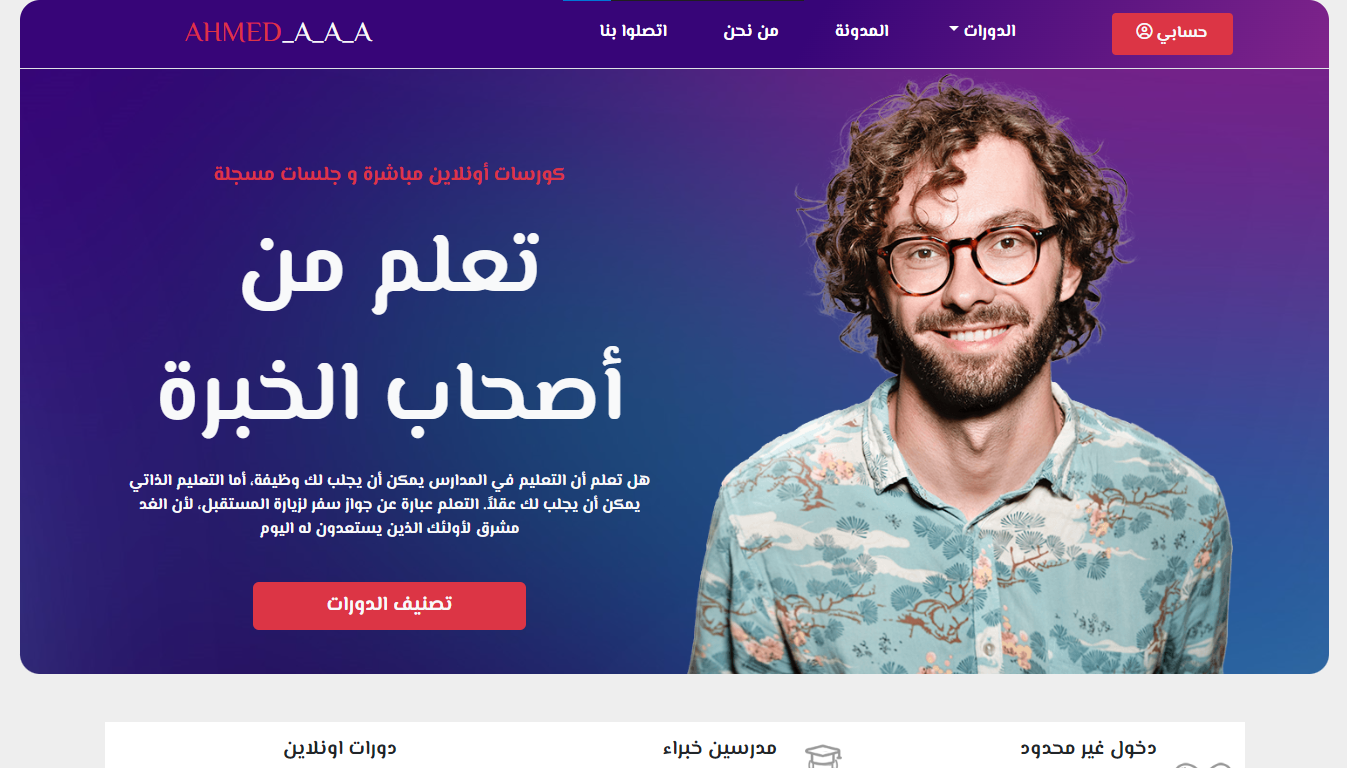 حسابي
الدورات
المدونة
من نحن
اتصلوا بنا
AHMED_A_A_A
كورسات أونلاين مباشرة و جلسات مسجلة
تعلم من
أصحاب الخبرة
هل تعلم أن التعليم في المدارس يمكن أن يجلب لك وظيفة، أما التعليم الذاتي
يمكن أن يجلب لك عقلاً. التعلم عبارة عن جواز سفر لزيارة المستقبل، لأن الغد
مشرق لأولئك الذين يستعدون له اليوم
تصنيف الدورات
دخول غير محدود
مدرسين خبراء
دورات اونلاين